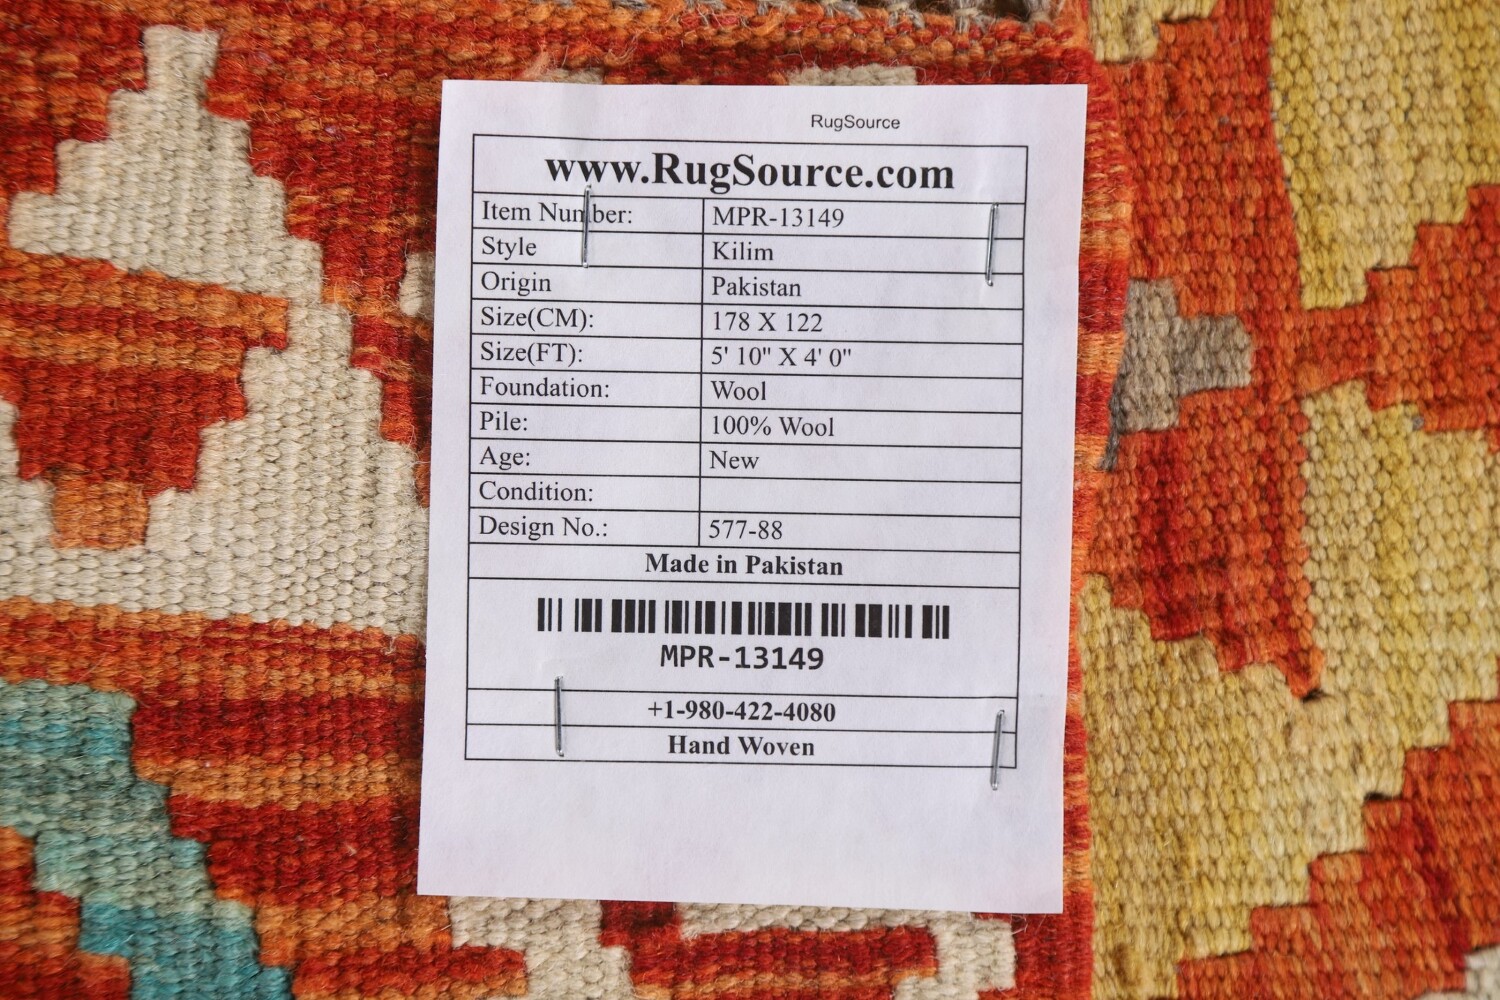 RugSource
www.RugSource.com
Item Number: MPR-13149
Style Kilim
Origin Pakistan
Size(CM): 178 X 122
Size(FT): 5' 10" X 4' 0"
Foundation: Wool
Pile: 100% Wool
Age: New
Condition:
Design No.: 577-88
Made in Pakistan
MPR-13149
+1-980-422-4080
Hand Woven